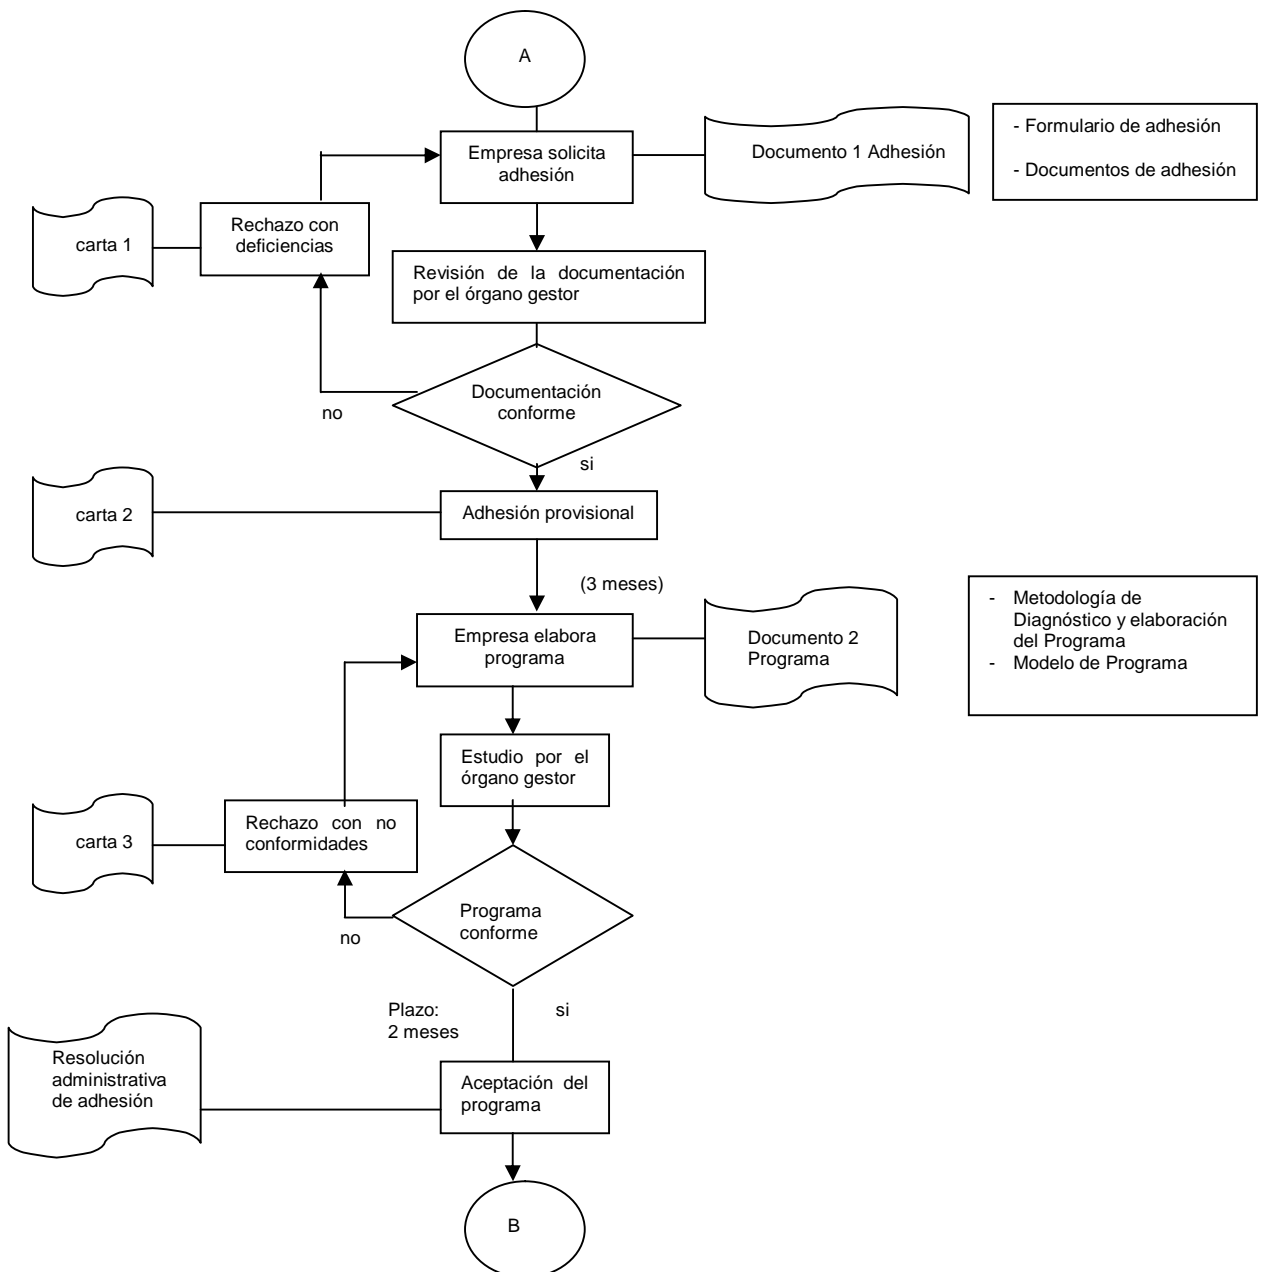 A
Empresa solicita
adhesión
Documento 1 Adhesión
- Formulario de adhesión
- Documentos de adhesión
carta 1
Rechazo con
deficiencias
Revisión de la documentación
por el órgano gestor
Documentación
conforme
no
si
carta 2
Adhesión provisional
(3 meses)
Empresa elabora
programa
Documento 2
Programa
- Metodología de
Diagnóstico y elaboración
del Programa
- Modelo de Programa
Estudio por el
órgano gestor
carta 3
Rechazo con no
conformidades
Programa
conforme
no
Plazo:
2 meses
si
Resolución
administrativa
de adhesión
Aceptación del
programa
B